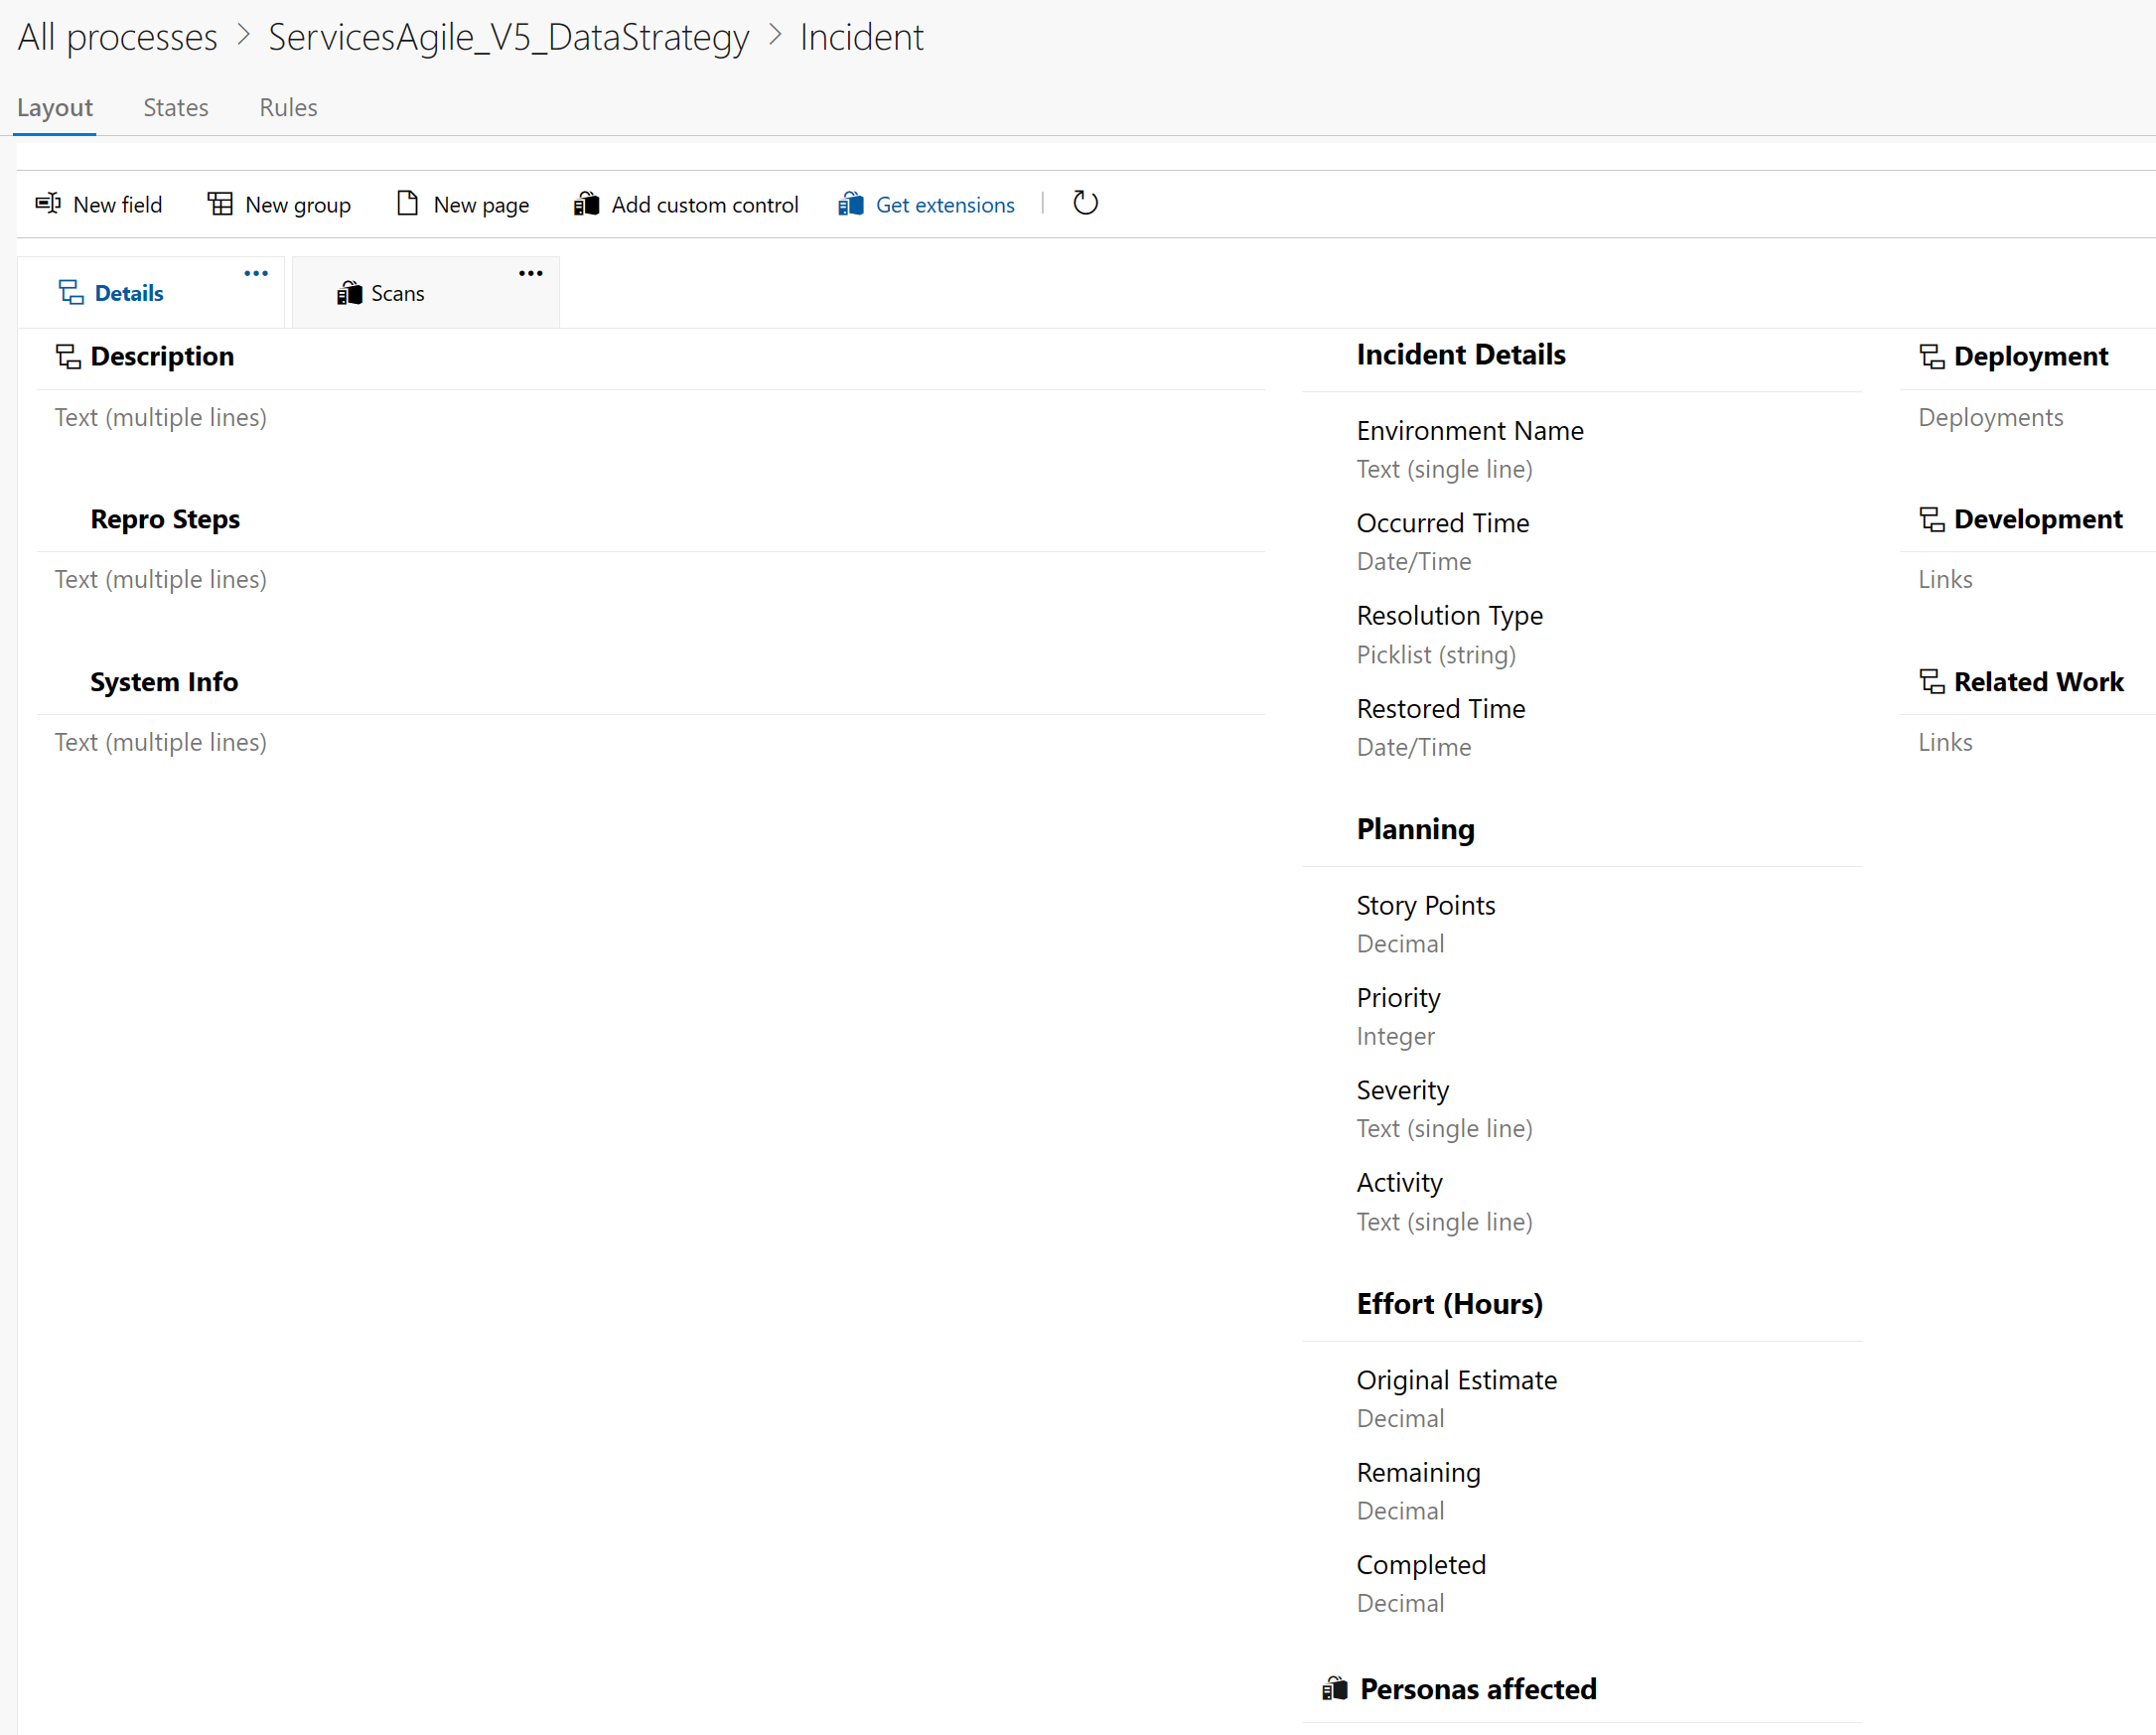 All processes > ServicesAgile_V5_DataStrategy > Incident
Layout States Rules
New field New group New page Add custom control Get extensions
Details Scans
Description
Text (multiple lines)
Repro Steps
Text (multiple lines)
System Info
Text (multiple lines)
Incident Details
Environment Name
Text (single line)
Occurred Time
Date/Time
Resolution Type
Picklist (string)
Restored Time
Date/Time
Planning
Story Points
Decimal
Priority
Integer
Severity
Text (single line)
Activity
Text (single line)
Effort (Hours)
Original Estimate
Decimal
Remaining
Decimal
Completed
Decimal
Personas affected
Deployment
Deployments
Development
Links
Related Work
Links